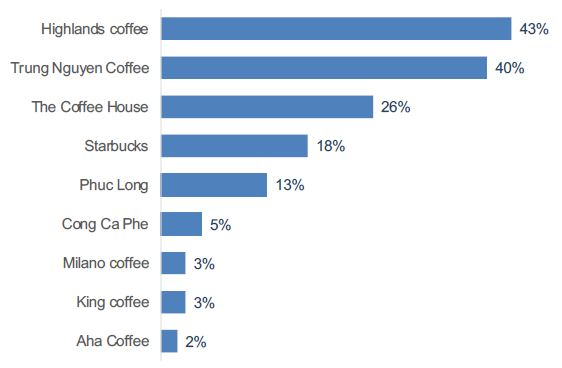 Highlands coffee 43%
Trung Nguyen Coffee 40%
The Coffee House 26%
Starbucks 18%
Phuc Long 13%
Cong Ca Phe 5%
Milano coffee 3%
King coffee 3%
Aha Coffee 2%